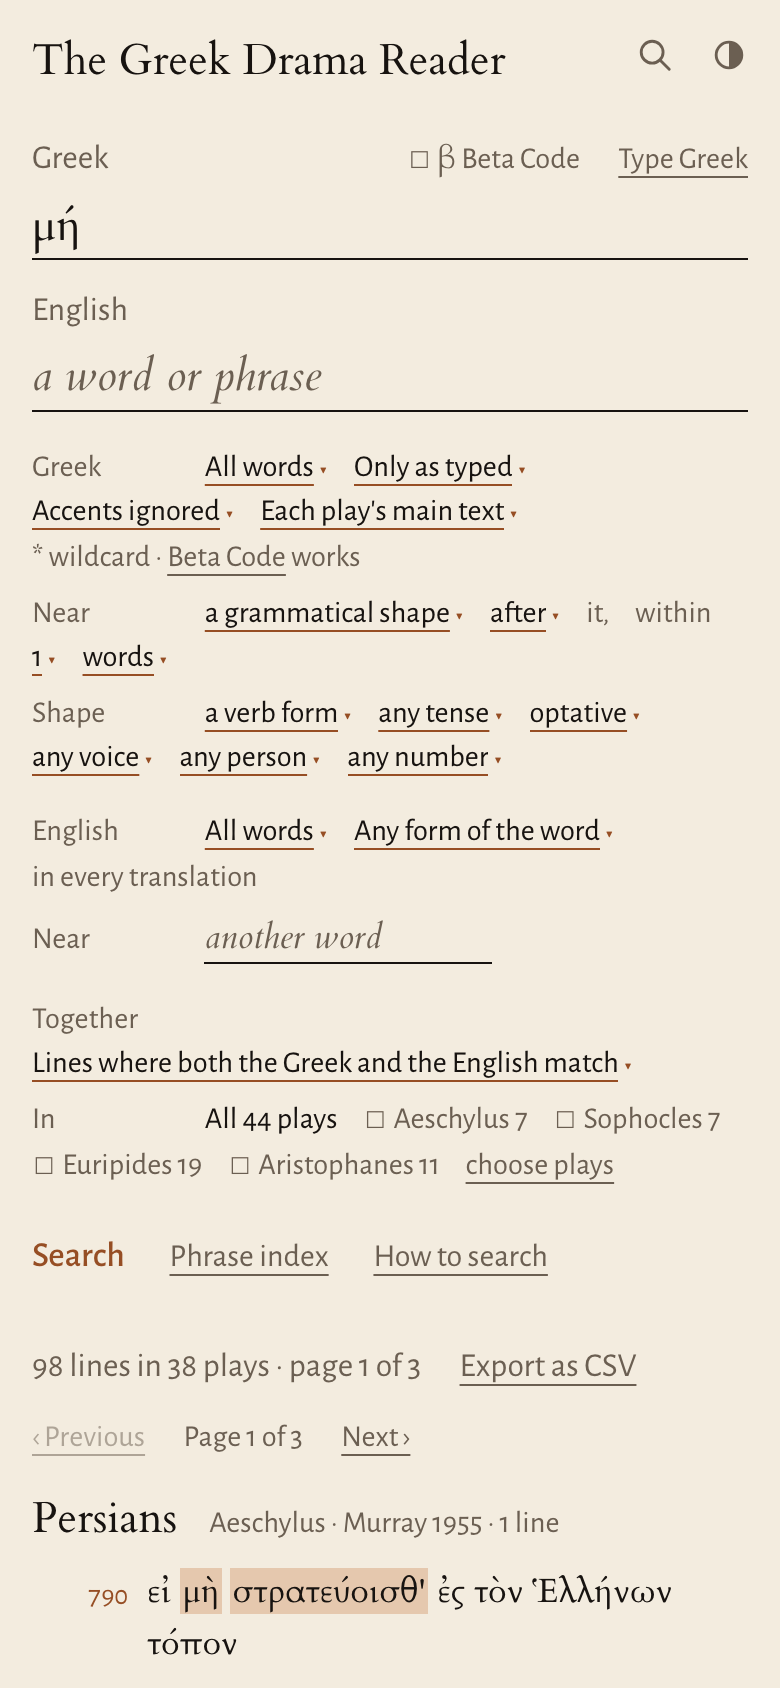 The Greek Drama Reader
Greek □ β Beta Code Type Greek
μή
English
a word or phrase
Greek All words ▾ Only as typed ▾
Accents ignored ▾ Each play's main text ▾
* wildcard · Beta Code works
Near a grammatical shape ▾ after ▾ it, within
1 ▾ words ▾
Shape a verb form ▾ any tense ▾ optative ▾
any voice ▾ any person ▾ any number ▾
English All words ▾ Any form of the word ▾
in every translation
Near another word
Together
Lines where both the Greek and the English match ▾
In All 44 plays □ Aeschylus 7 □ Sophocles 7
□ Euripides 19 □ Aristophanes 11 choose plays
Search Phrase index How to search
98 lines in 38 plays · page 1 of 3 Export as CSV
‹ Previous Page 1 of 3 Next ›
Persians Aeschylus · Murray 1955 · 1 line
790 εἰ μὴ στρατεύοισθ' ἐς τὸν Ἑλλήνων
τόπον